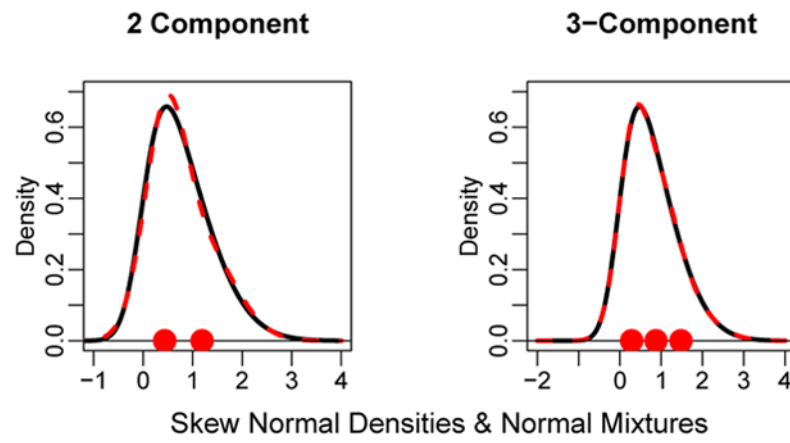 2 Component
3−Component
Density
0.0 0.2 0.4 0.6
−1 0 1 2 3 4
Density
0.0 0.2 0.4 0.6
−2 −1 0 1 2 3 4
Skew Normal Densities & Normal Mixtures